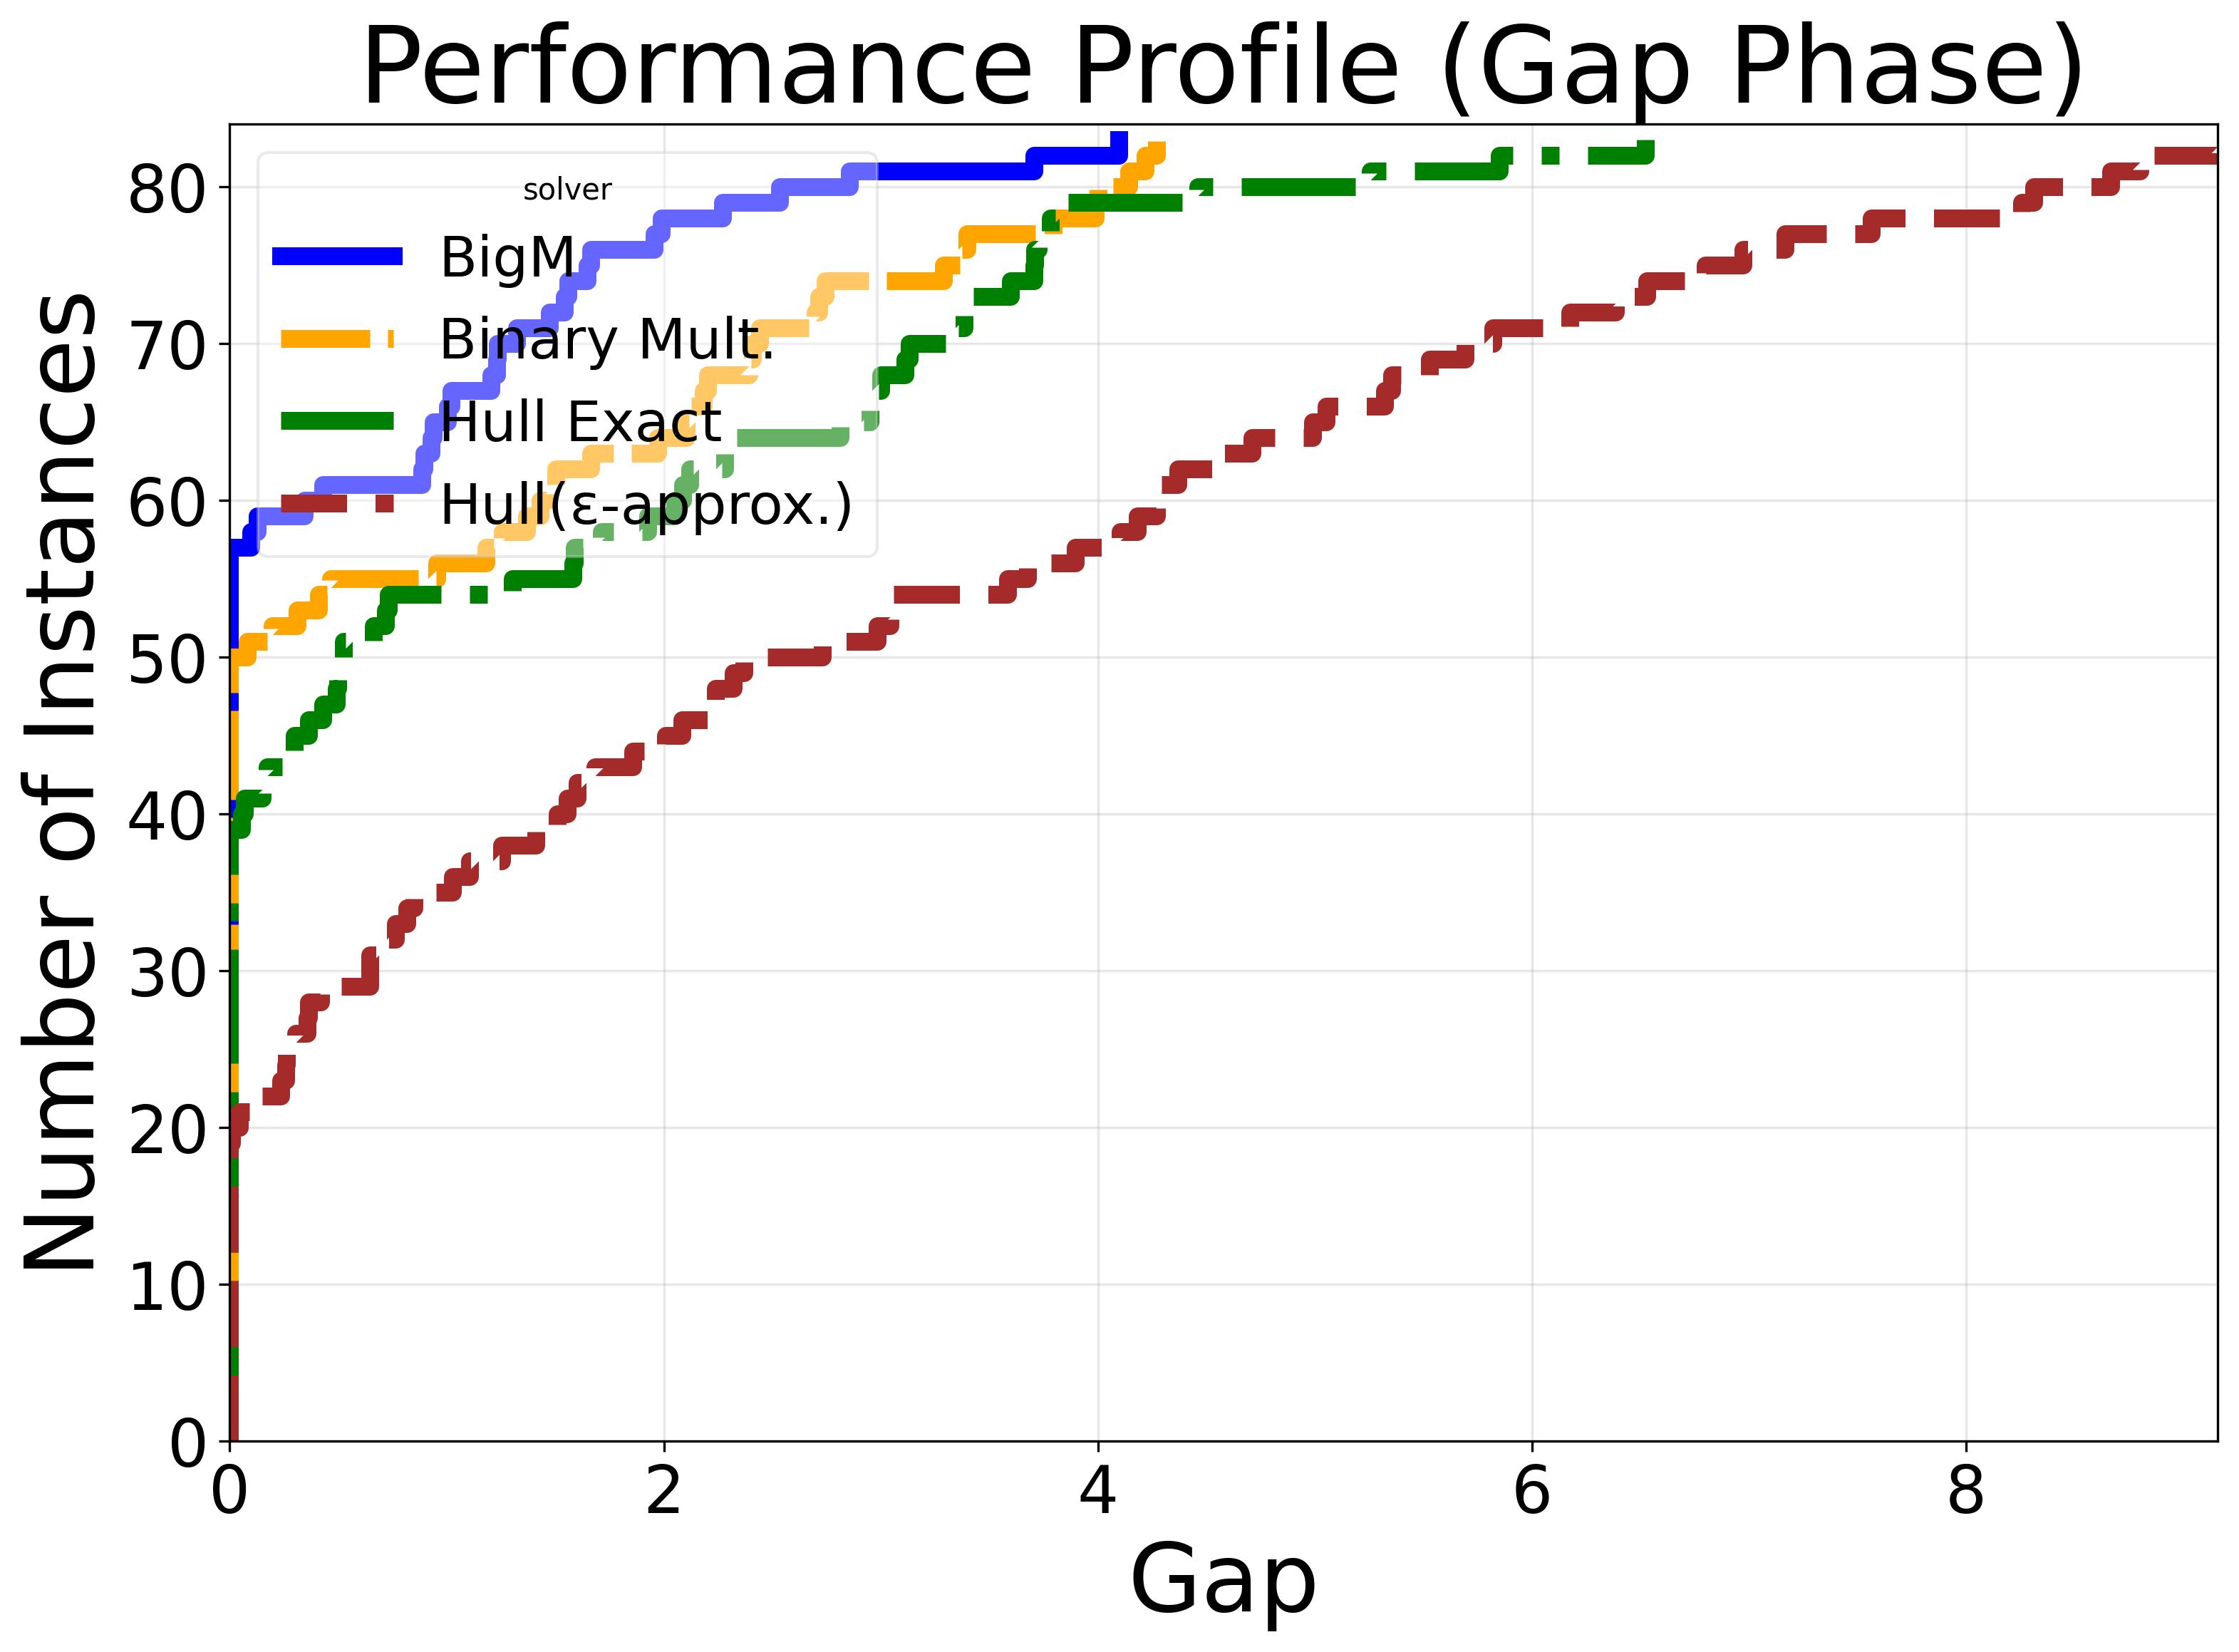 Performance Profile (Gap Phase)
Number of Instances
80
70
60
50
40
30
20
10
0
solver
BigM
Binary Mult.
Hull Exact
Hull(ε-approx.)
0 2 4 6 8
Gap